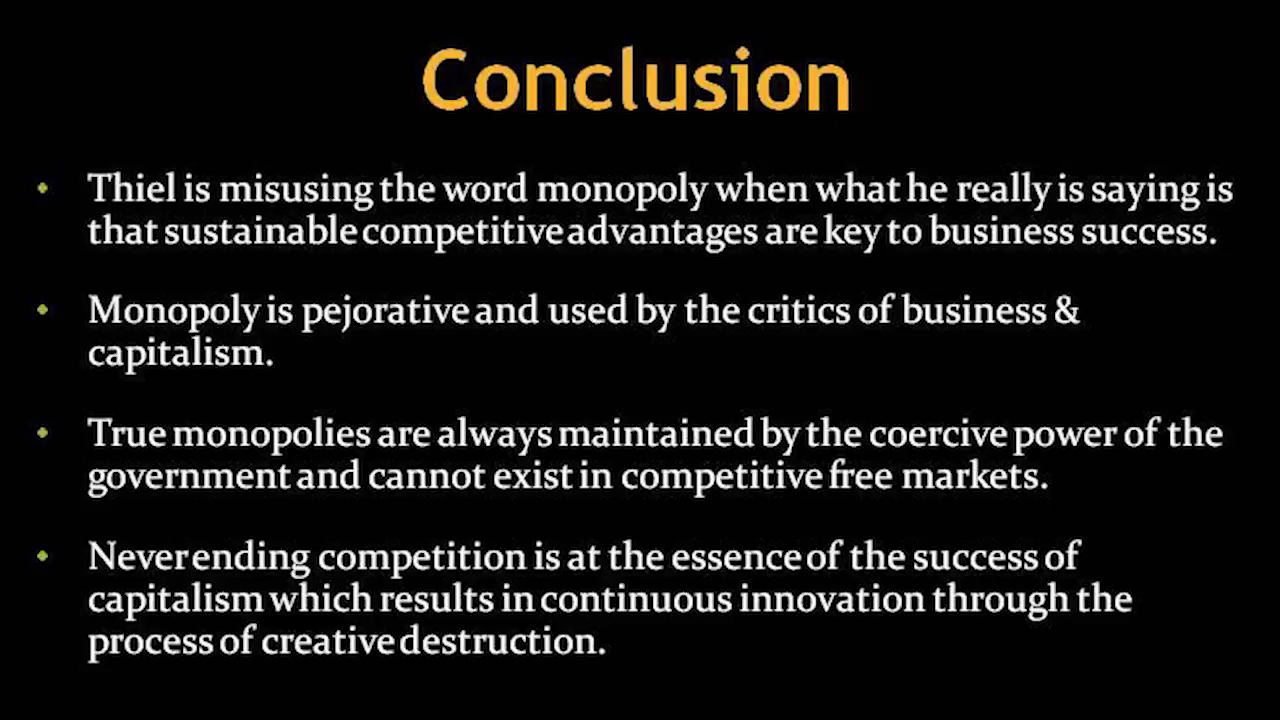 Conclusion
• Thiel is misusing the word monopoly when what he really is saying is
that sustainable competitive advantages are key to business success.
• Monopoly is pejorative and used by the critics of business &
capitalism.
• True monopolies are always maintained by the coercive power of the
government and cannot exist in competitive free markets.
• Never ending competition is at the essence of the success of
capitalism which results in continuous innovation through the
process of creative destruction.